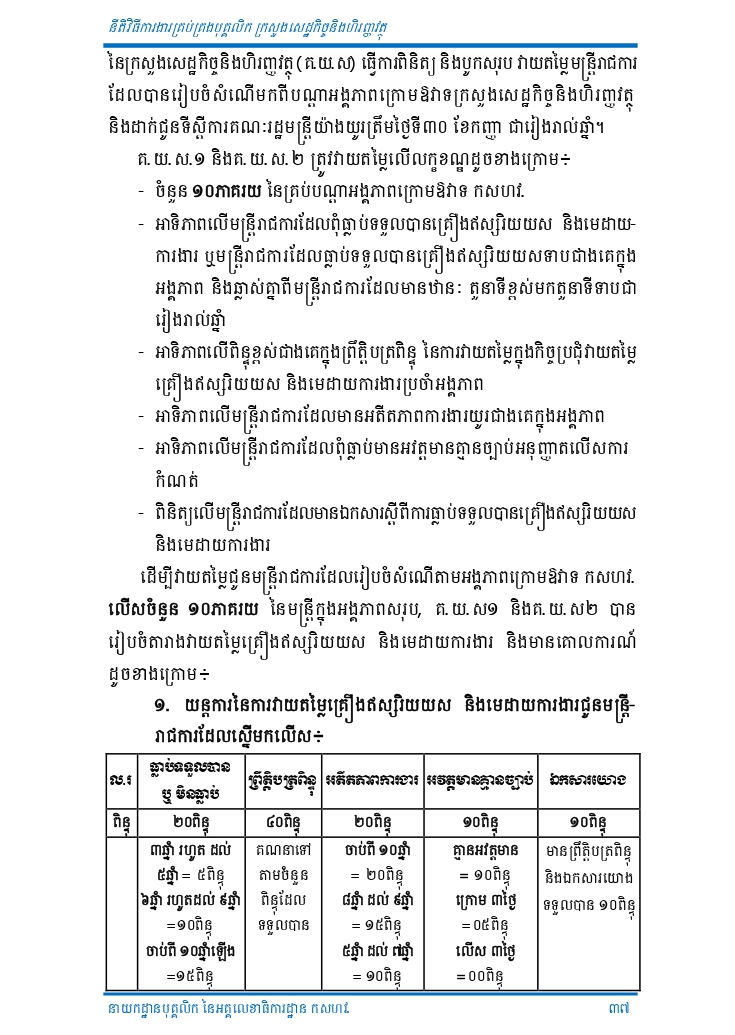 នីតិវិធីការងារគ្រប់គ្រងបុគ្គលិក ក្រសួងសេដ្ឋកិច្ចនិងហិរញ្ញវត្ថុ
នៃក្រសួងសេដ្ឋកិច្ចនិងហិរញ្ញវត្ថុ (គ.យ.ស) ធ្វើការពិនិត្យ និងបូកសរុប វាយតម្លៃមន្ត្រីរាជការ
ដែលបានរៀបចំសំណើមកពីបណ្តាអង្គភាពក្រោមឱវាទក្រសួងសេដ្ឋកិច្ចនិងហិរញ្ញវត្ថុ
និងដាក់ជូនទីស្តីការគណៈរដ្ឋមន្ត្រីយ៉ាងយូរត្រឹមថ្ងៃទី៣០ ខែកញ្ញា ជារៀងរាល់ឆ្នាំ។
គ.យ.ស.១ និងគ.យ.ស.២ ត្រូវវាយតម្លៃលើលក្ខខណ្ឌដូចខាងក្រោម៖
- ចំនួន ១០ភាគរយ នៃគ្រប់បណ្តាអង្គភាពក្រោមឱវាទ កសហវ.
- អាទិភាពលើមន្ត្រីរាជការដែលពុំធ្លាប់ទទួលបានគ្រឿងឥស្សរិយយស និងមេដាយ-
ការងារ ឬមន្ត្រីរាជការដែលធ្លាប់ទទួលបានគ្រឿងឥស្សរិយយសទាបជាងគេក្នុង
អង្គភាព និងឆ្លាស់គ្នាពីមន្ត្រីរាជការដែលមានឋានៈ តួនាទីខ្ពស់មកតួនាទីទាបជា
រៀងរាល់ឆ្នាំ
- អាទិភាពលើពិន្ទុខ្ពស់ជាងគេក្នុងព្រឹត្តិបត្រពិន្ទុ នៃការវាយតម្លៃក្នុងកិច្ចប្រជុំវាយតម្លៃ
គ្រឿងឥស្សរិយយស និងមេដាយការងារប្រចាំអង្គភាព
- អាទិភាពលើមន្ត្រីរាជការដែលមានអតីតភាពការងារយូរជាងគេក្នុងអង្គភាព
- អាទិភាពលើមន្ត្រីរាជការដែលពុំធ្លាប់មានអវត្តមានគ្មានច្បាប់អនុញ្ញាតលើសការ
កំណត់
- ពិនិត្យលើមន្ត្រីរាជការដែលមានឯកសារស្តីពីការធ្លាប់ទទួលបានគ្រឿងឥស្សរិយយស
និងមេដាយការងារ
ដើម្បីវាយតម្លៃជូនមន្ត្រីរាជការដែលរៀបចំសំណើតាមអង្គភាពក្រោមឱវាទ កសហវ.
លើសចំនួន ១០ភាគរយ នៃមន្ត្រីក្នុងអង្គភាពសរុប, គ.យ.ស១ និងគ.យ.ស២ បាន
រៀបចំតារាងវាយតម្លៃគ្រឿងឥស្សរិយយស និងមេដាយការងារ និងមានគោលការណ៍
ដូចខាងក្រោម៖
១. យន្តការនៃការវាយតម្លៃគ្រឿងឥស្សរិយយស និងមេដាយការងារជូនមន្ត្រី-
រាជការដែលស្នើមកលើស៖
ល.រ ធ្លាប់ទទួលបាន ឬ មិនធ្លាប់ ព្រឹត្តិបត្រពិន្ទុ អតីតភាពការងារ អវត្តមានគ្មានច្បាប់ ឯកសារយោង
ពិន្ទុ ២០ពិន្ទុ ៤០ពិន្ទុ ២០ពិន្ទុ ១០ពិន្ទុ ១០ពិន្ទុ
៣ឆ្នាំ រហូត ដល់ គណនាទៅ ចាប់ពី ១០ឆ្នាំ គ្មានអវត្តមាន មានព្រឹត្តិបត្រពិន្ទុ
៥ឆ្នាំ = ៥ពិន្ទុ តាមចំនួន = ២០ពិន្ទុ = ១០ពិន្ទុ និងឯកសារយោង
៦ឆ្នាំ រហូតដល់ ៩ឆ្នាំ ពិន្ទុដែល ៨ឆ្នាំ ដល់ ៩ឆ្នាំ ក្រោម ៣ថ្ងៃ ទទួលបាន ១០ពិន្ទុ
=១០ពិន្ទុ ទទួលបាន = ១៥ពិន្ទុ =០៥ពិន្ទុ
ចាប់ពី ១០ឆ្នាំឡើង ៥ឆ្នាំ ដល់ ៧ឆ្នាំ លើស ៣ថ្ងៃ
=១៥ពិន្ទុ = ១០ពិន្ទុ =០០ពិន្ទុ
នាយកដ្ឋានបុគ្គលិក នៃអគ្គលេខាធិការដ្ឋាន កសហវ. ៣៧